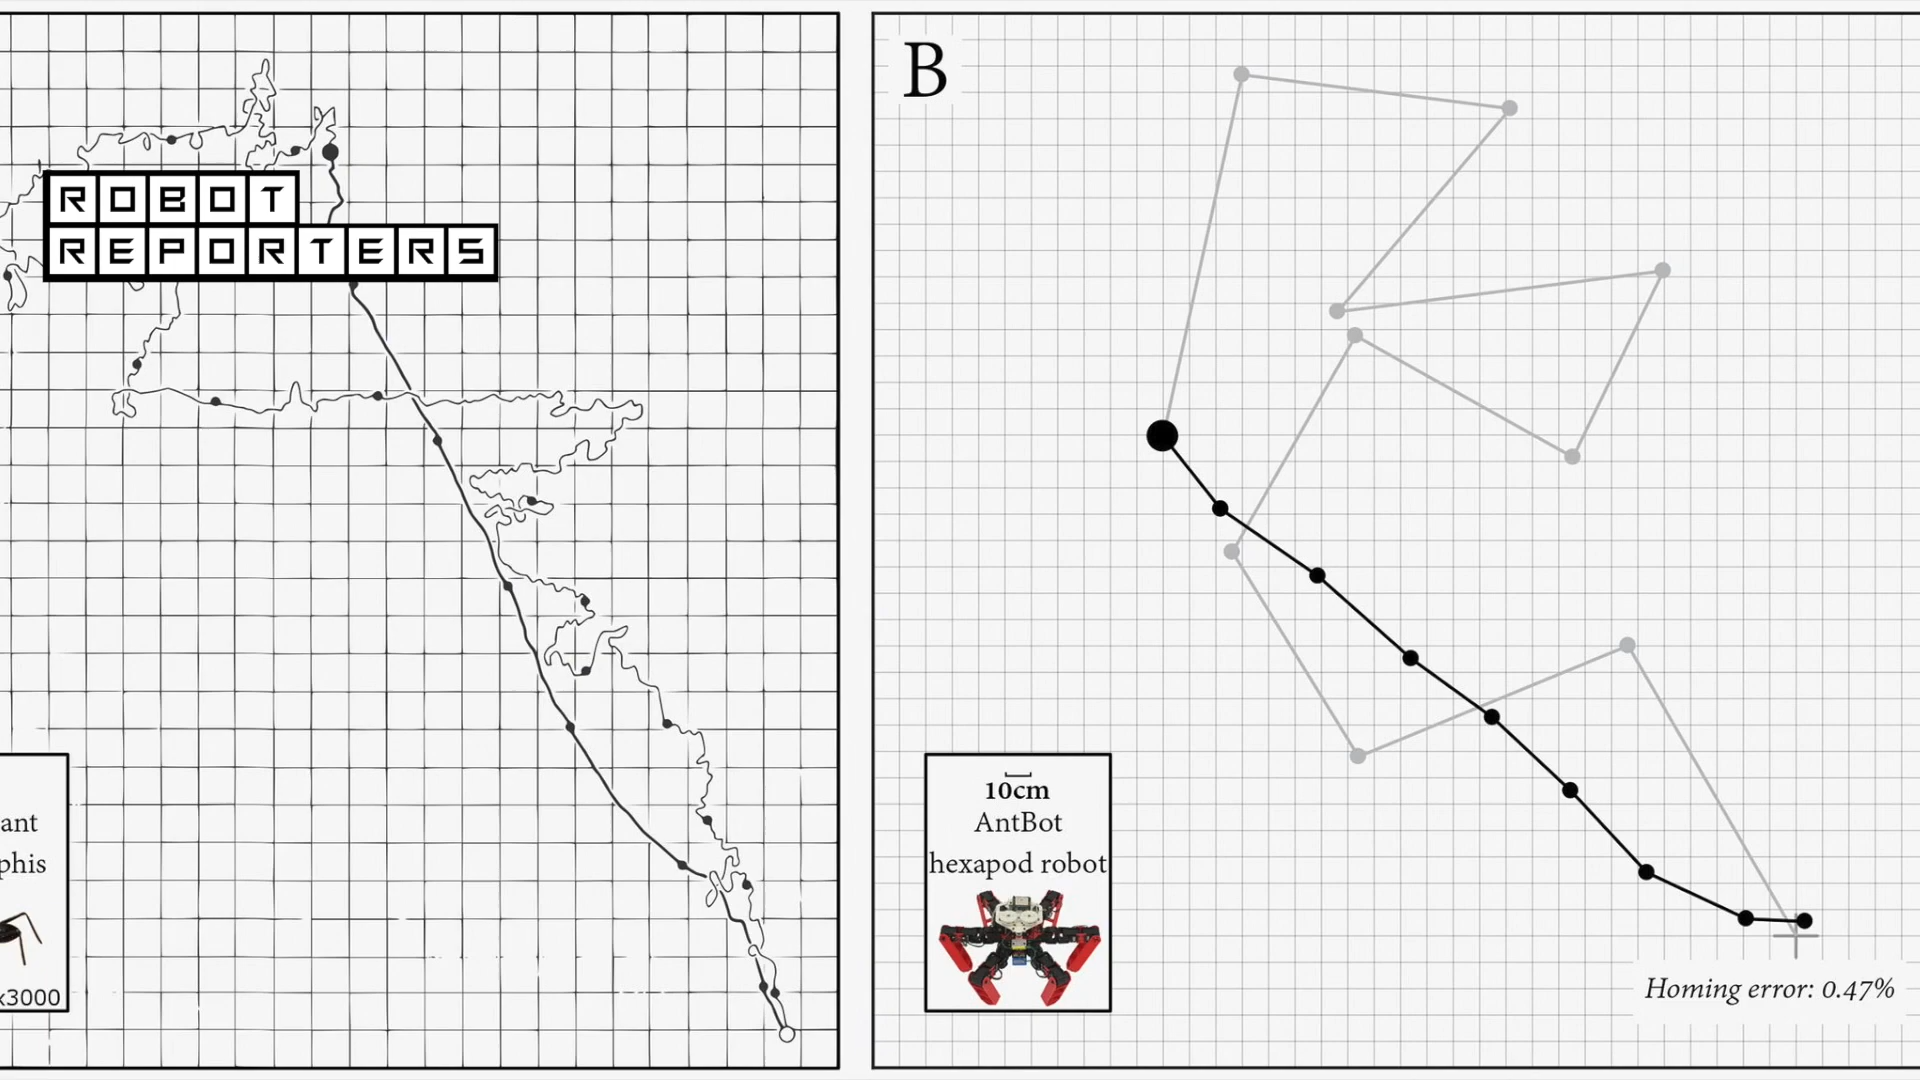 ROBOT
REPORTERS
ant
phis
x3000
B
10cm
AntBot
hexapod robot
Homing error: 0.47%